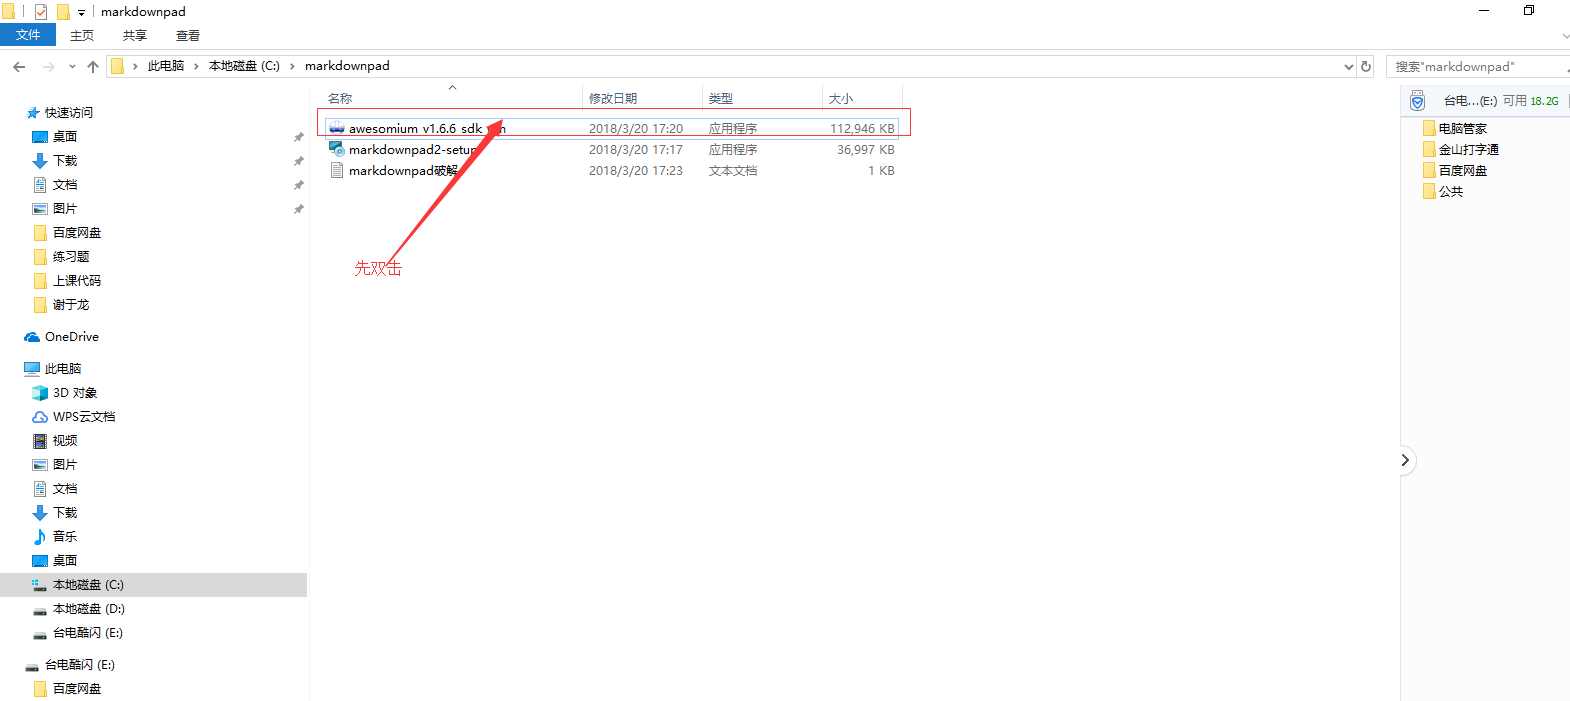 markdownpad
文件 主页 共享 查看
此电脑 本地磁盘 (C:) markdownpad 搜索"markdownpad"
名称 修改日期 类型 大小
awesomium_v1.6.6_sdk_ 2018/3/20 17:20 应用程序 112,946 KB
markdownpad2-setup 2018/3/20 17:17 应用程序 36,997 KB
markdownpad破解 2018/3/20 17:23 文本文档 1 KB
先双击
快速访问
桌面
下载
文档
图片
百度网盘
练习题
上课代码
谢于龙
OneDrive
此电脑
3D 对象
WPS云文档
视频
图片
文档
下载
音乐
桌面
本地磁盘 (C:)
本地磁盘 (D:)
台电酷闪 (E:)
台电酷闪 (E:)
百度网盘
台电...(E:) 可用 18.2G
电脑管家
金山打字通
百度网盘
公共